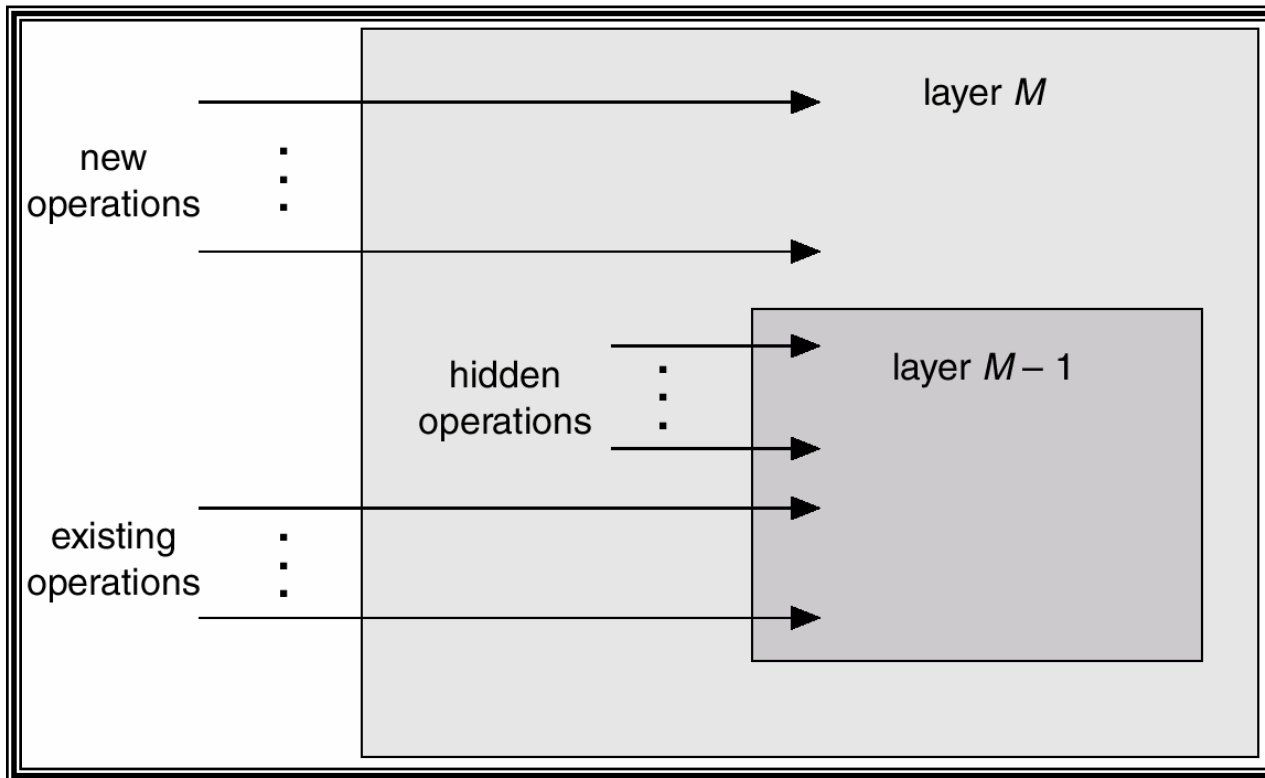 layer M
new
operations
hidden
operations
layer M – 1
existing
operations